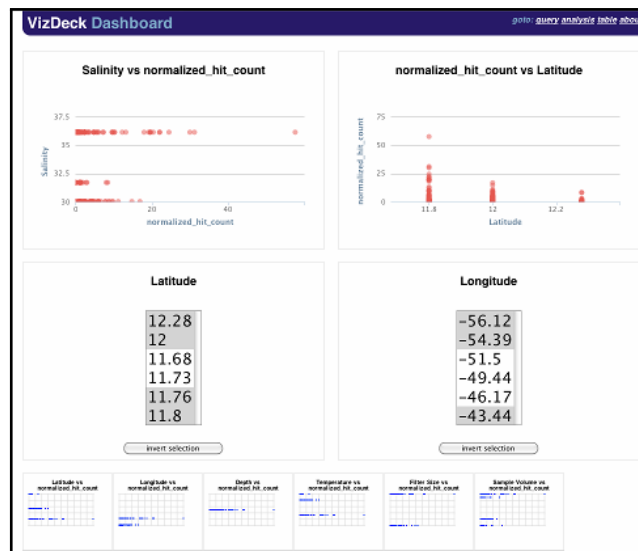 VizDeck Dashboard
goto: query analysis table about
Salinity vs normalized_hit_count
37.5
35
32.5
30
Salinity
0
20
40
normalized_hit_count
normalized_hit_count vs Latitude
75
50
25
0
normalized_hit_count
11.8
12
12.2
Latitude
Latitude
12.28
12
11.68
11.73
11.76
11.8
invert selection
Longitude
-56.12
-54.39
-51.5
-49.44
-46.17
-43.44
invert selection
Latitude vs
normalized_hit_count
Longitude vs
normalized_hit_count
Depth vs
normalized_hit_count
Temperature vs
normalized_hit_count
Filter Size vs
normalized_hit_count
Sample Volume vs
normalized_hit_count